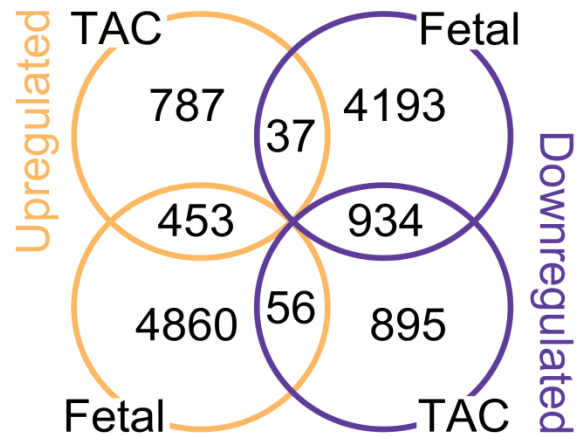 TAC
Fetal
Upregulated
787
37
4193
Downregulated
453
934
4860
56
895
Fetal
TAC